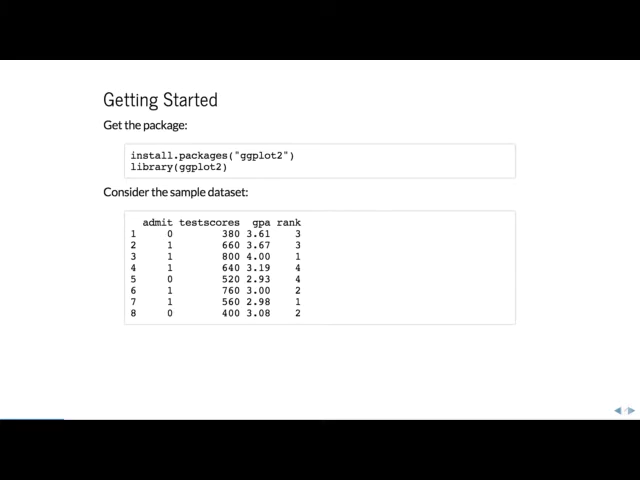 Getting Started
Get the package:
install.packages("ggplot2")
library(ggplot2)
Consider the sample dataset:
admit testscores gpa rank
1 0 380 3.61 3
2 1 660 3.67 3
3 1 800 4.00 1
4 1 640 3.19 4
5 0 520 2.93 4
6 1 760 3.00 2
7 1 560 2.98 1
8 0 400 3.08 2